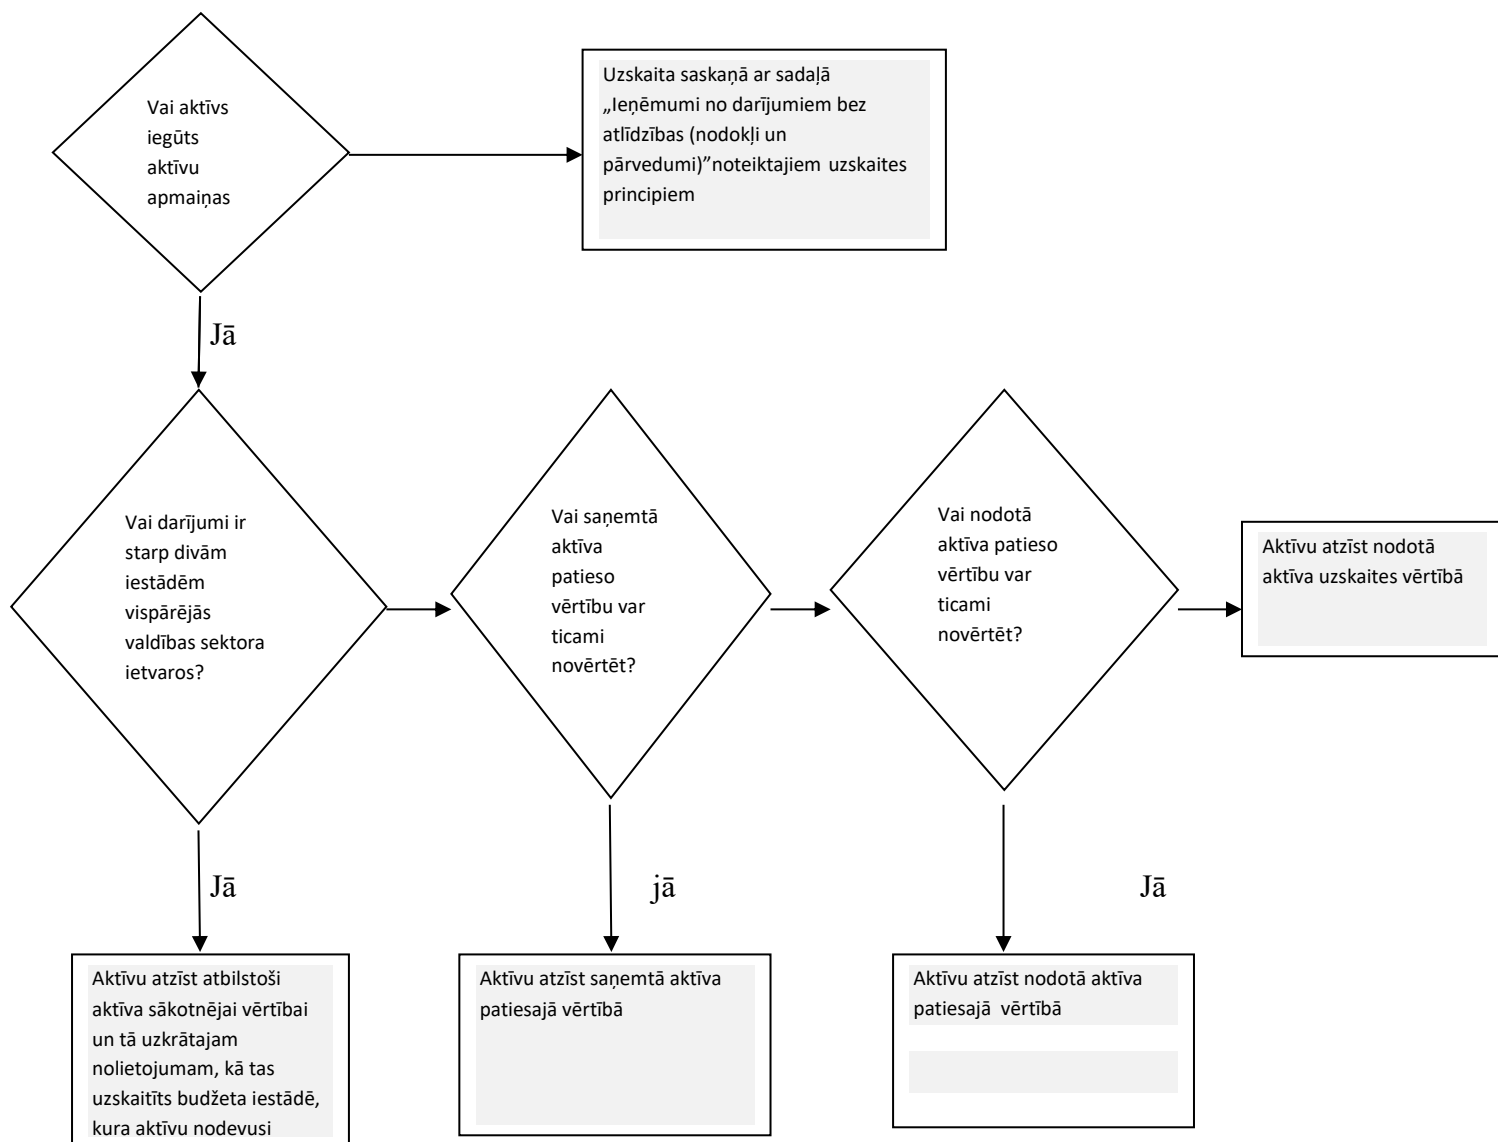 Vai aktīvs
iegūts
aktīvu
apmaiņas
Uzskaita saskaņā ar sadaļā
„Ieņēmumi no darījumiem bez
atlīdzības (nodokļi un
pārvedumi)”noteiktajiem uzskaites
principiem
Jā
Vai darījumi ir
starp divām
iestādēm
vispārējās
valdības sektora
ietvaros?
Vai saņemtā
aktīva
patieso
vērtību var
ticami
novērtēt?
Vai nodotā
aktīva patieso
vērtību var
ticami
novērtēt?
Aktīvu atzīst nodotā
aktīva uzskaites vērtībā
Jā
jā
Jā
Aktīvu atzīst atbilstoši
aktīva sākotnējai vērtībai
un tā uzkrātajam
nolietojumam, kā tas
uzskaitīts budžeta iestādē,
kura aktīvu nodevusi
Aktīvu atzīst saņemtā aktīva
patiesajā vērtībā
Aktīvu atzīst nodotā aktīva
patiesajā vērtībā